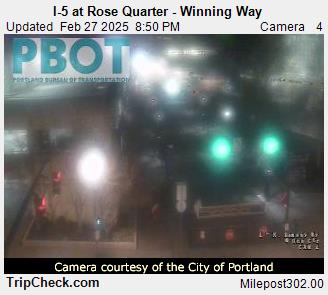 I-5 at Rose Quarter - Winning Way
Updated Feb 27 2025 8:50 PM Camera 4
PBOT
PORTLAND BUREAU OF TRANSPORTATION
Camera courtesy of the City of Portland
TripCheck.com Milepost302.00